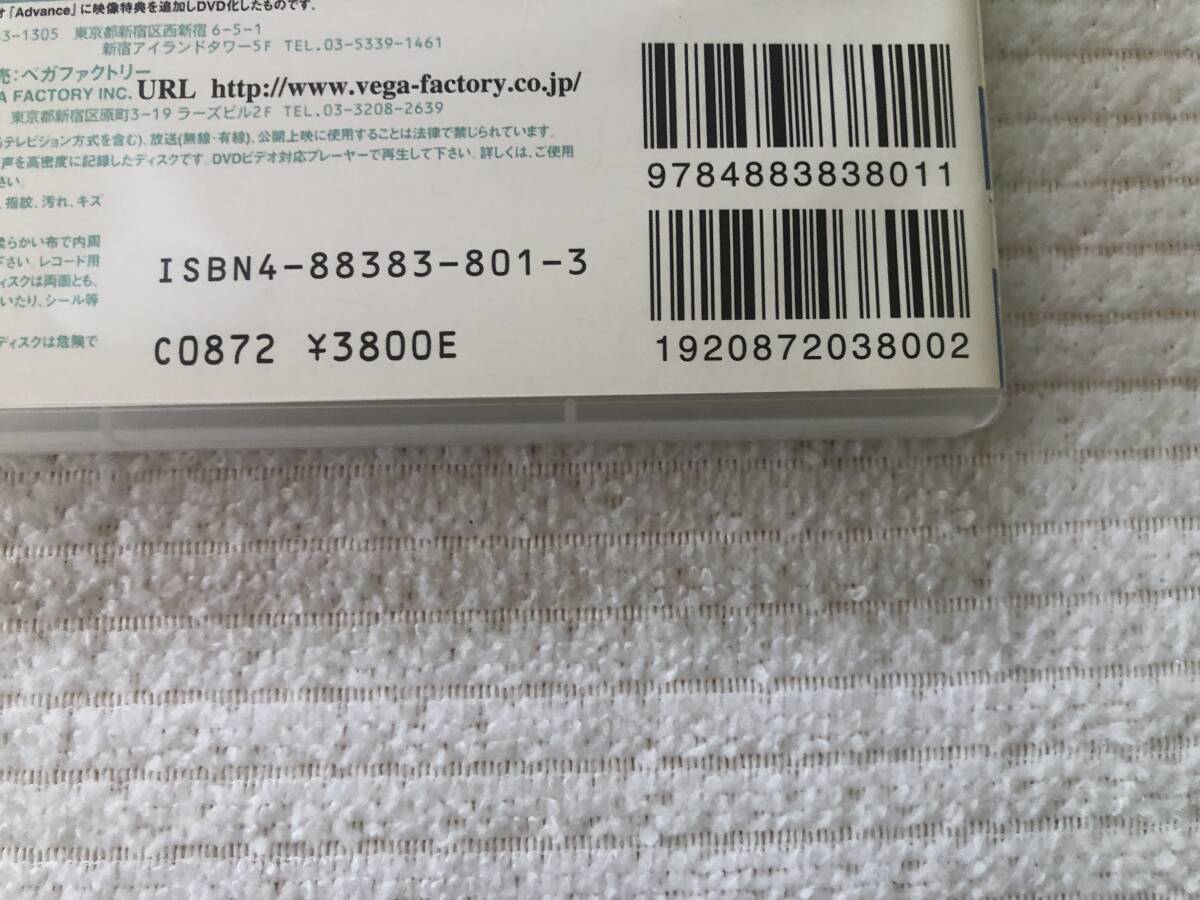 「Advance」に映像特典を追加しDVD化したものです。
3-1305 東京都新宿区西新宿6-5-1
新宿アイランドタワー5F TEL.03-5339-1461
売:ベガファクトリー
A FACTORY INC. URL http://www.vega-factory.co.jp/
東京都新宿区原町3-19 ラーズビル2F TEL.03-3208-2639
テレビジョン方式を含む)、放送(無線・有線)、公開上映に使用することは法律で禁じられています。
声を高密度に記録したディスクです。DVDビデオ対応プレーヤーで再生して下さい。詳しくは、ご使用
さい。
、指紋、汚れ、キズ
柔らかい布で内周
下さい。レコード用
ィスクは両面とも、
いたり、シール等
ディスクは危険で
ISBN4-88383-801-3
C0872 ¥3800E
9784883838011
1920872038002